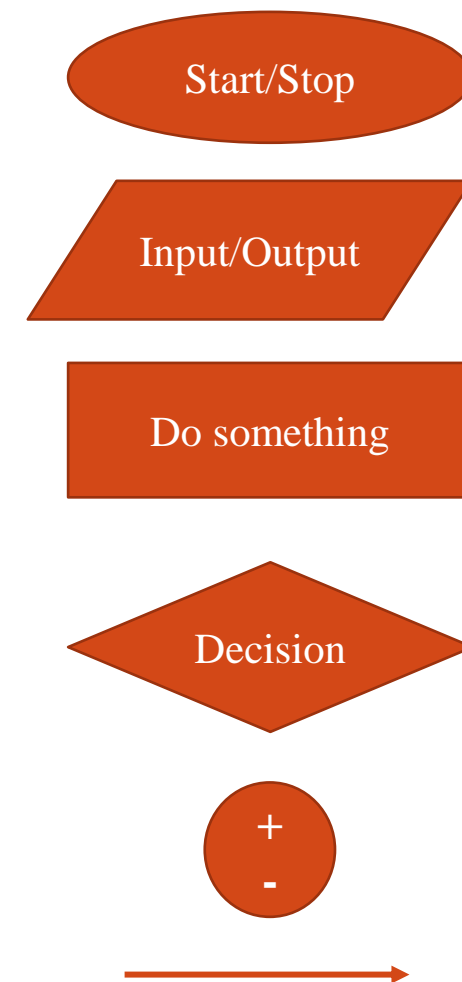 Start/Stop
Input/Output
Do something
Decision
+
-